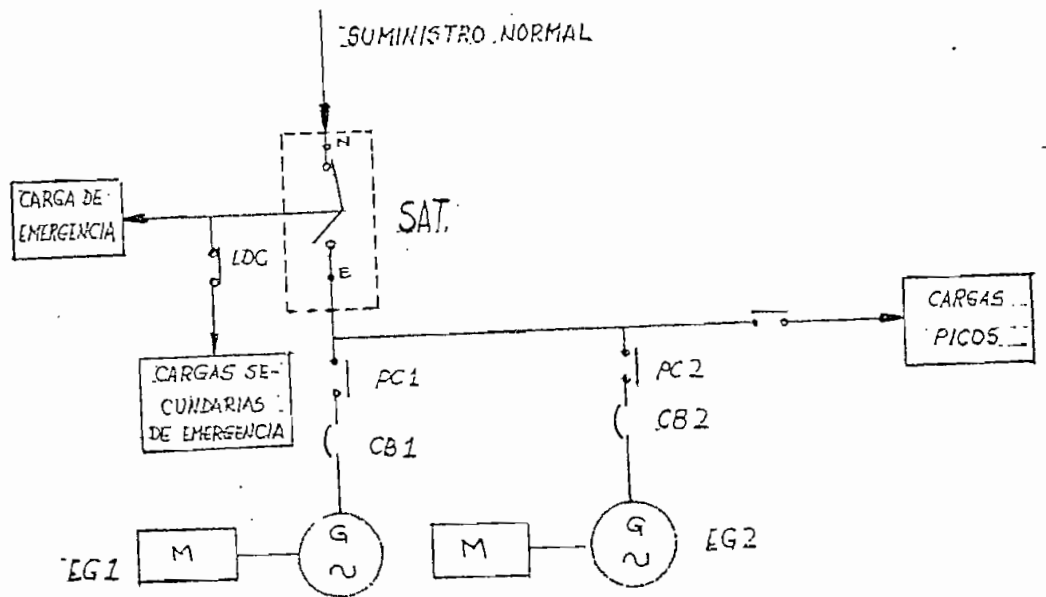 SUMINISTRO NORMAL
N
CARGA DE
EMERGENCIA
SAT.
LDC
E
CARGAS
PICOS
CARGAS SE-
CUNDARIAS
DE EMERGENCIA
PC1
PC2
CB1
CB2
EG1
M
G
M
G
EG2